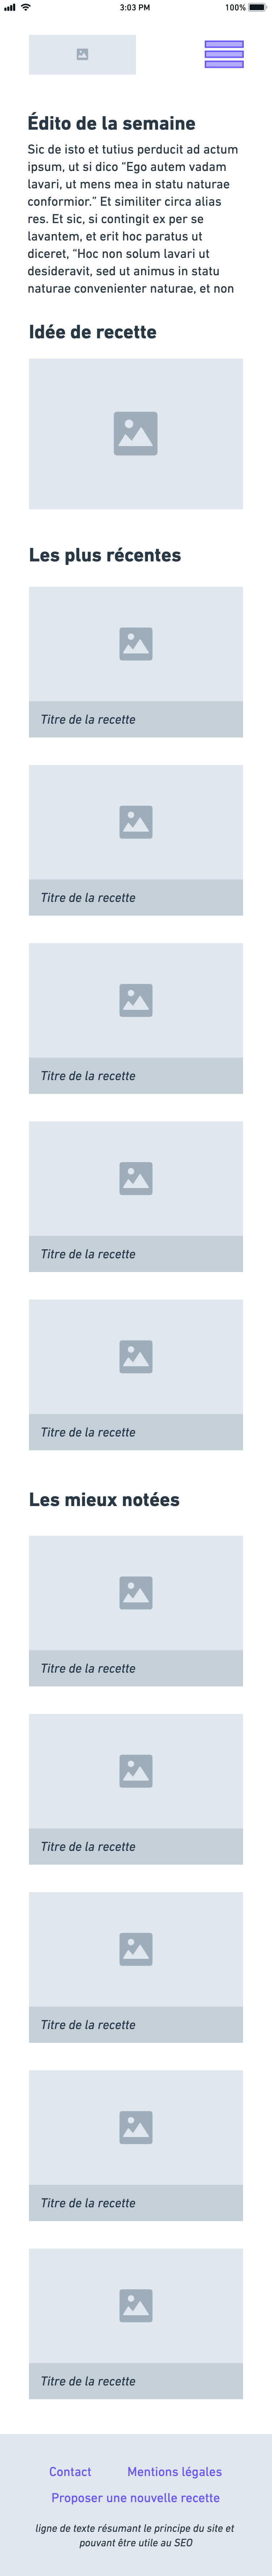 3:03 PM 100%
Édito de la semaine
Sic de isto et tutius perducit ad actum
ipsum, ut si dico “Ego autem vadam
lavari, ut mens mea in statu naturae
conformior.” Et similiter circa alias
res. Et sic, si contingit ex per se
lavantem, et erit hoc paratus ut
diceret, “Hoc non solum lavari ut
desideravit, sed ut animus in statu
naturae convenienter naturae, et non
Idée de recette
Les plus récentes
Titre de la recette
Titre de la recette
Titre de la recette
Titre de la recette
Titre de la recette
Les mieux notées
Titre de la recette
Titre de la recette
Titre de la recette
Titre de la recette
Titre de la recette
Contact Mentions légales
Proposer une nouvelle recette
ligne de texte résumant le principe du site et
pouvant être utile au SEO